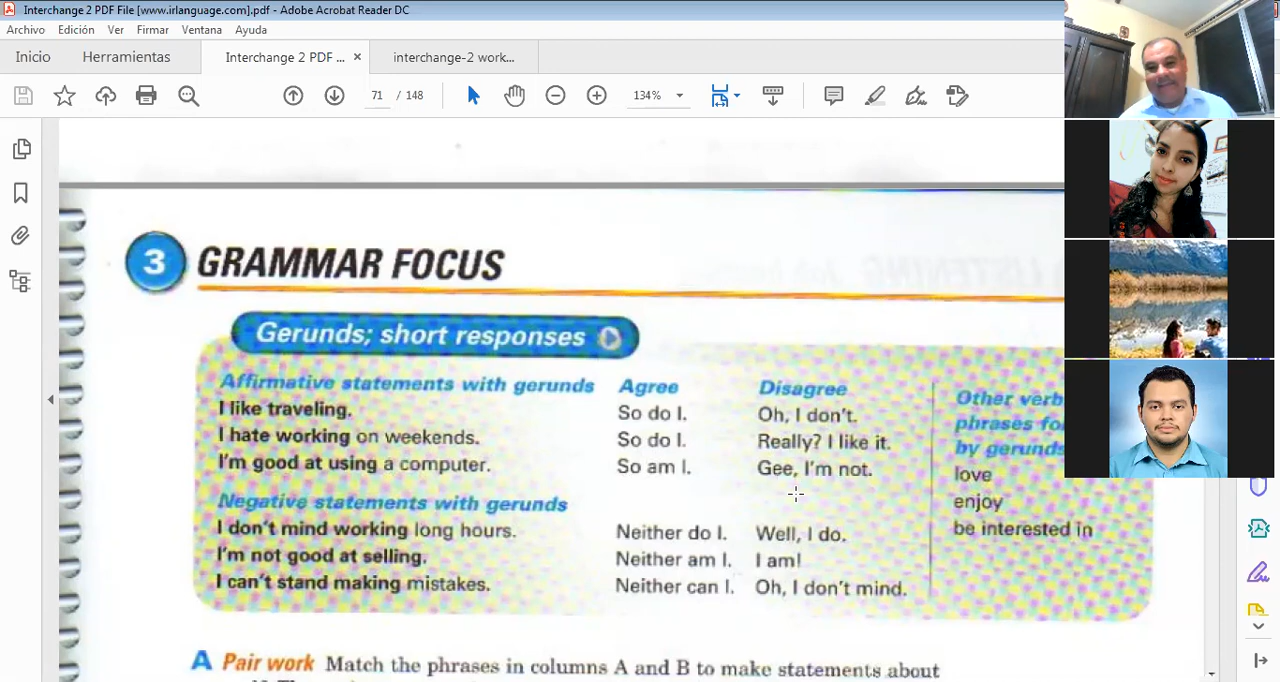 Interchange 2 PDF File [www.irlanguage.com].pdf - Adobe Acrobat Reader DC
Archivo Edición Ver Firmar Ventana Ayuda
Inicio Herramientas Interchange 2 PDF ... × interchange-2 work...
71 / 148 134%
3 GRAMMAR FOCUS
Gerunds; short responses
Affirmative statements with gerunds Agree Disagree Other verb
I like traveling. So do I. Oh, I don't. phrases fo
I hate working on weekends. So do I. Really? I like it. by gerunds
I'm good at using a computer. So am I. Gee, I'm not. love
Negative statements with gerunds enjoy
I don't mind working long hours. Neither do I. Well, I do. be interested in
I'm not good at selling. Neither am I. I am!
I can't stand making mistakes. Neither can I. Oh, I don't mind.
A Pair work Match the phrases in columns A and B to make statements about